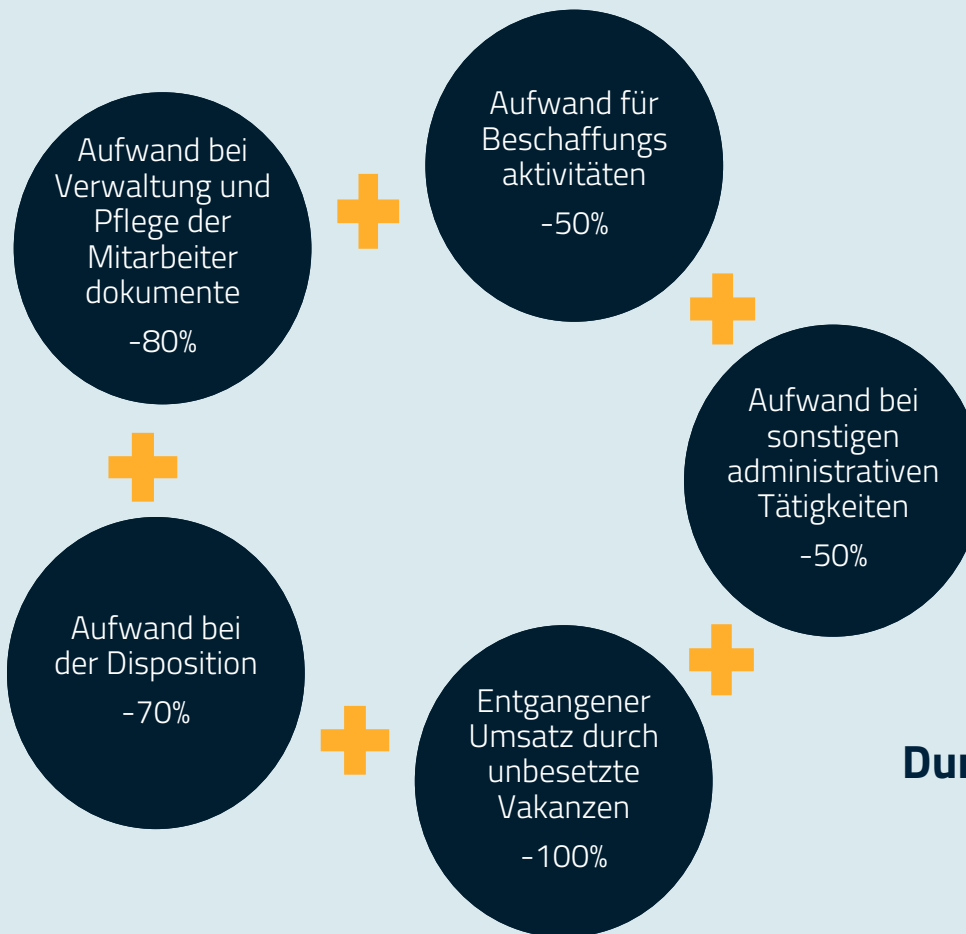 Aufwand für
Beschaffungs
aktivitäten
-50%
Aufwand bei
Verwaltung und
Pflege der
Mitarbeiter
dokumente
-80%
Aufwand bei
sonstigen
administrativen
Tätigkeiten
-50%
Aufwand bei
der Disposition
-70%
Entgangener
Umsatz durch
unbesetzte
Vakanzen
-100%